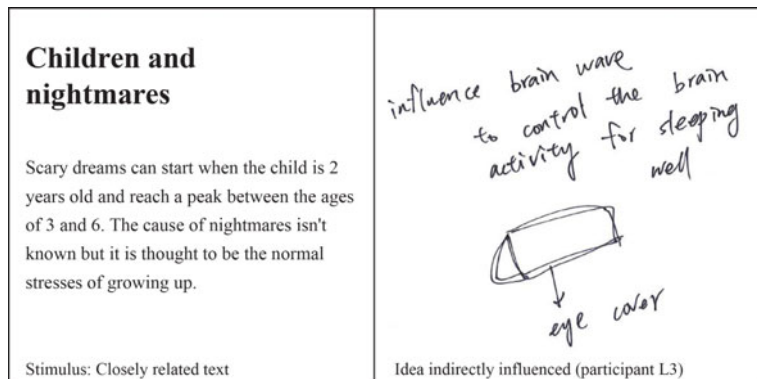 Children and
nightmares
Scary dreams can start when the child is 2
years old and reach a peak between the ages
of 3 and 6. The cause of nightmares isn't
known but it is thought to be the normal
stresses of growing up.
Stimulus: Closely related text
influence brain wave
to control the brain
activity for sleeping
well
eye cover
Idea indirectly influenced (participant L3)